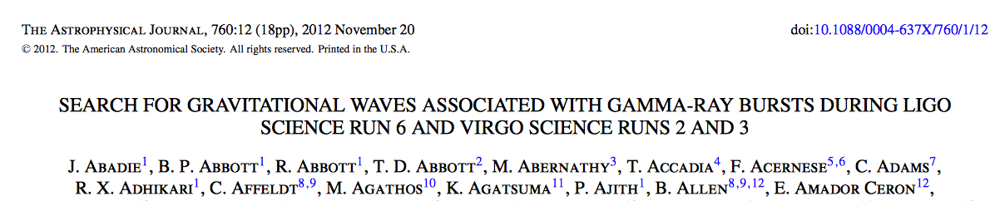 THE ASTROPHYSICAL JOURNAL, 760:12 (18pp), 2012 November 20
doi:10.1088/0004-637X/760/1/12
© 2012. The American Astronomical Society. All rights reserved. Printed in the U.S.A.
SEARCH FOR GRAVITATIONAL WAVES ASSOCIATED WITH GAMMA-RAY BURSTS DURING LIGO
SCIENCE RUN 6 AND VIRGO SCIENCE RUNS 2 AND 3
J. ABADIE1, B. P. ABBOTT1, R. ABBOTT1, T. D. ABBOTT2, M. ABERNATHY3, T. ACCADIA4, F. ACERNESE5,6, C. ADAMS7,
R. X. ADHIKARI1, C. AFFELDT8,9, M. AGATHOS10, K. AGATSUMA11, P. AJITH1, B. ALLEN8,9,12, E. AMADOR CERON12,